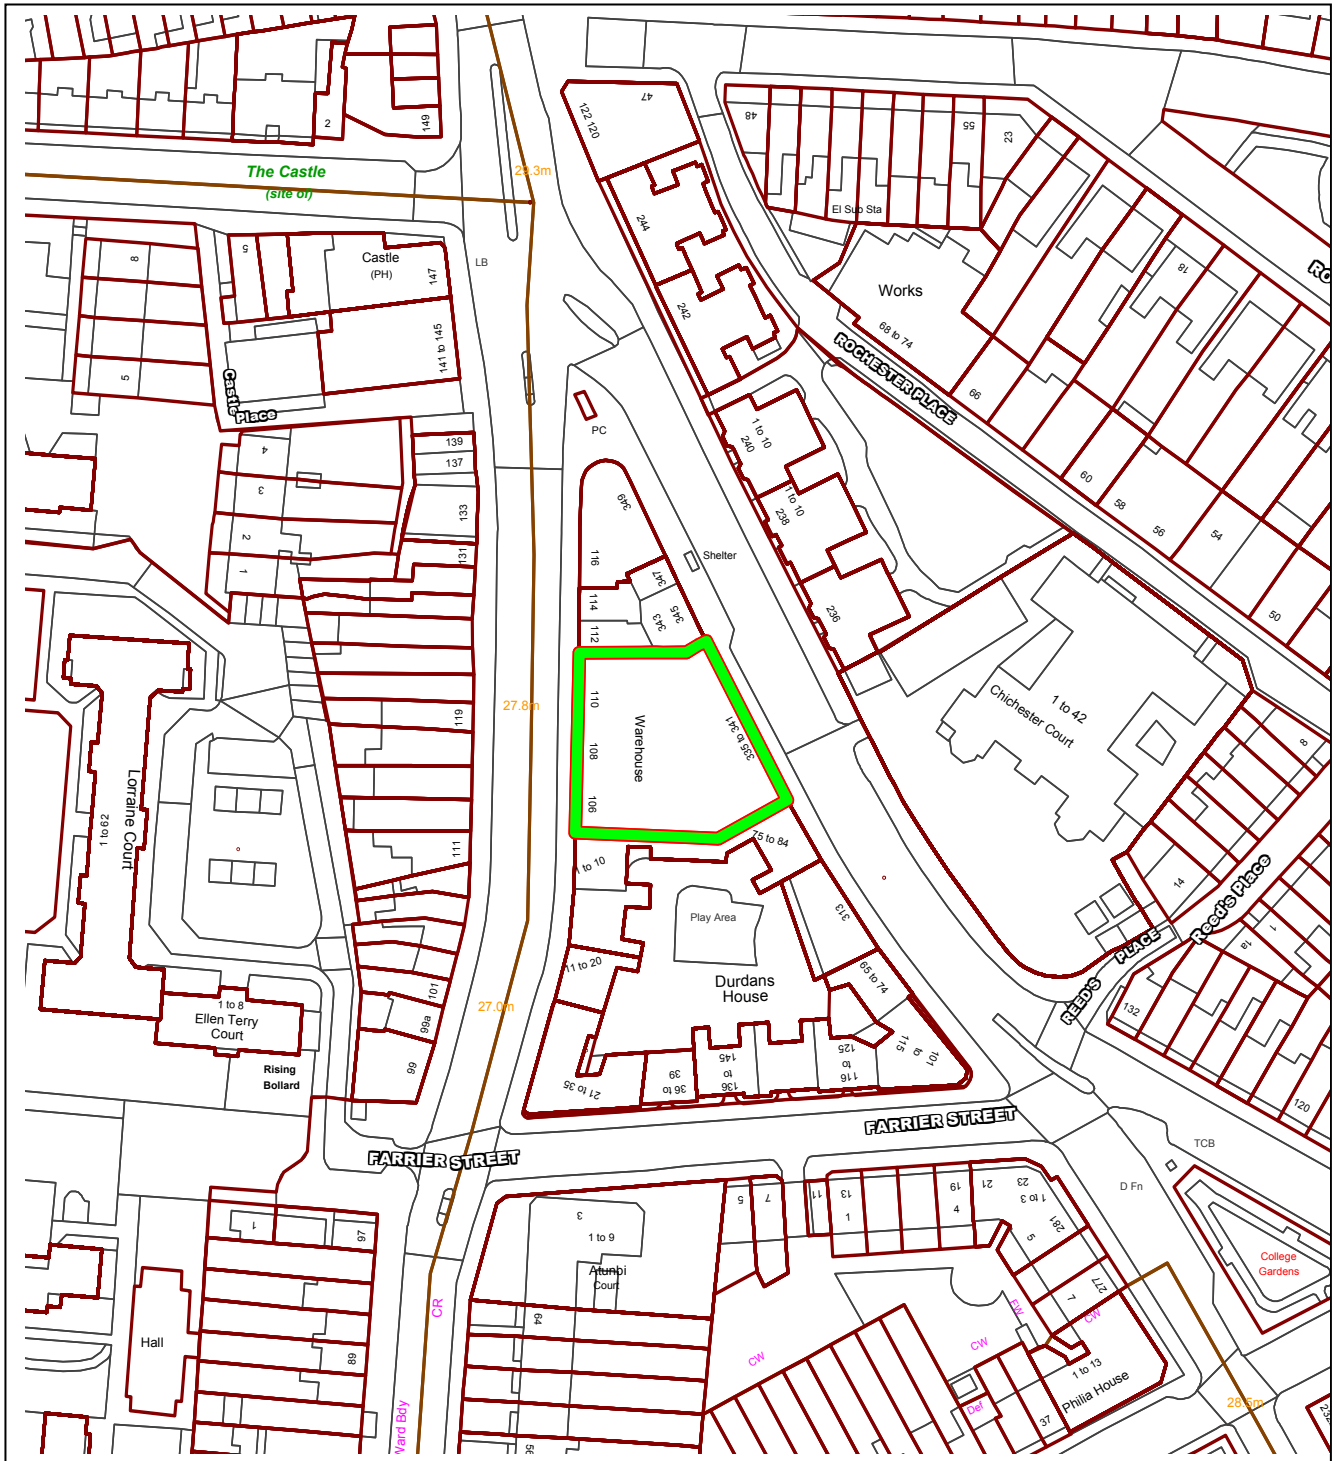 47
122 120
48
55
23
2
149
The Castle
(site of)
29.3m
El Sub Sta
244
5
8
Castle
(PH)
147
LB
18
Works
242
68 to 74
141 to 145
5
ROCHESTER PLACE
66
Castle
Place
PC
1 to 10
240
139
137
4
3
133
2
131
1
1 to 10
238
60
58
56
54
349
116
Shelter
347
114
345
343
112
236
50
1 to 42
Chichester Court
27.8m
110
Warehouse
335 to 341
119
108
8
106
Lorraine Court
1 to 62
111
1 to 10
75 to 84
14
Reed's Place
Play Area
313
PLACE
1
18
11 to 20
65 to 74
Durdans
House
REED'S
132
101
99a
27.0m
1 to 8
Ellen Terry
Court
Rising
Bollard
99
21 to 35
36 to
39
145
to
136
125
to
116
115
9
101
120
FARRIER STREET
FARRIER STREET
TCB
D Fn
5
7
11
13
1
19
4
21
23
1 to 3
281
5
277
7
College
Gardens
1
97
3
1 to 9
Atunbi
Court
64
CR
Hall
89
CW
CW
FW
CW
1 to 13
Philia House
37
Def
28.5m
Ward Bdy
56
232
RO